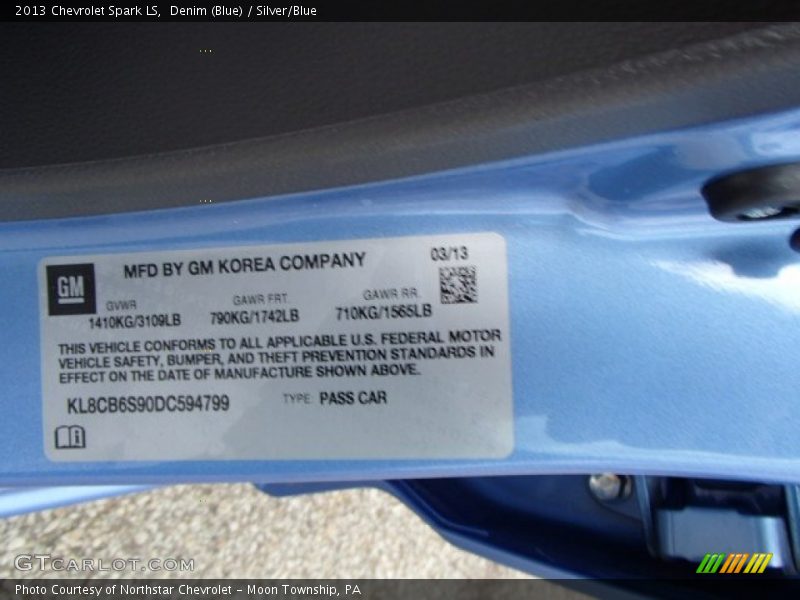 2013 Chevrolet Spark LS, Denim (Blue) / Silver/Blue
GM
MFD BY GM KOREA COMPANY
03/13
GVWR GAWR FRT. GAWR RR.
1410KG/3109LB 790KG/1742LB 710KG/1565LB
THIS VEHICLE CONFORMS TO ALL APPLICABLE U.S. FEDERAL MOTOR
VEHICLE SAFETY, BUMPER, AND THEFT PREVENTION STANDARDS IN
EFFECT ON THE DATE OF MANUFACTURE SHOWN ABOVE.
KL8CB6S90DC594799 TYPE: PASS CAR
GTCARLOT.COM
Photo Courtesy of Northstar Chevrolet - Moon Township, PA